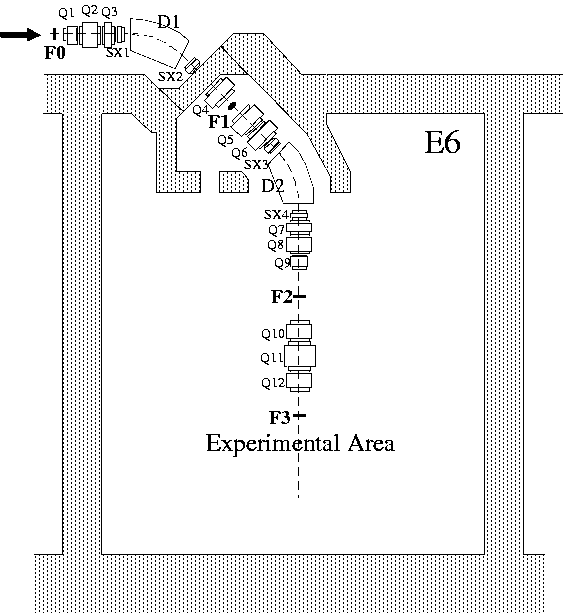 Q1 Q2 Q3 D1
F0 SX1
SX2
Q4
F1
Q5
Q6
SX3
D2
E6
SX4
Q7
Q8
Q9
F2
Q10
Q11
Q12
F3
Experimental Area